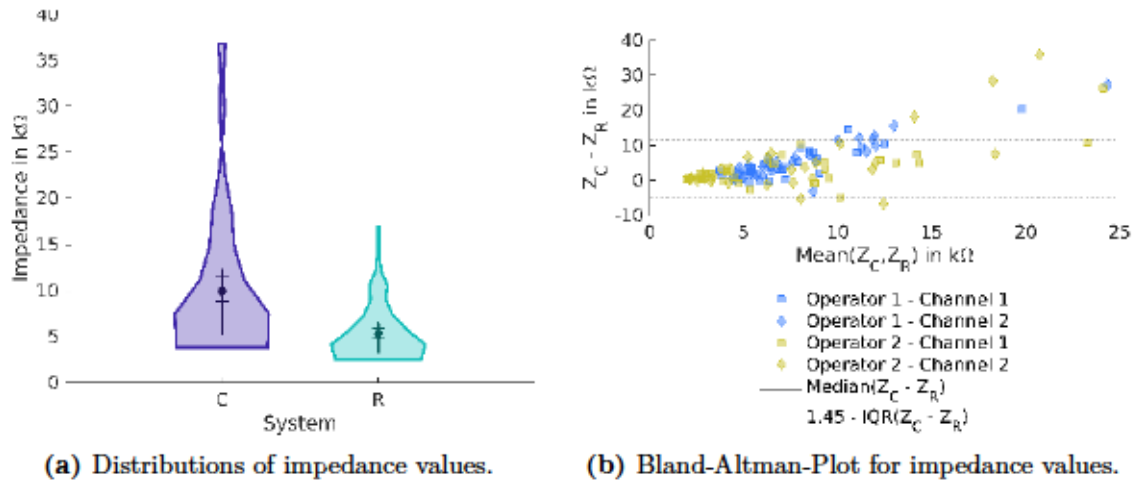 40
35
30
25
20
15
10
5
0
Impedance in kΩ
C
R
System
(a) Distributions of impedance values.
40
30
20
10
0
-10
Z_C - Z_R in kΩ
0
5
10
15
20
25
Mean(Z_C,Z_R) in kΩ
Operator 1 - Channel 1
Operator 1 - Channel 2
Operator 2 - Channel 1
Operator 2 - Channel 2
Median(Z_C - Z_R)
1.45 - IQR(Z_C - Z_R)
(b) Bland-Altman-Plot for impedance values.